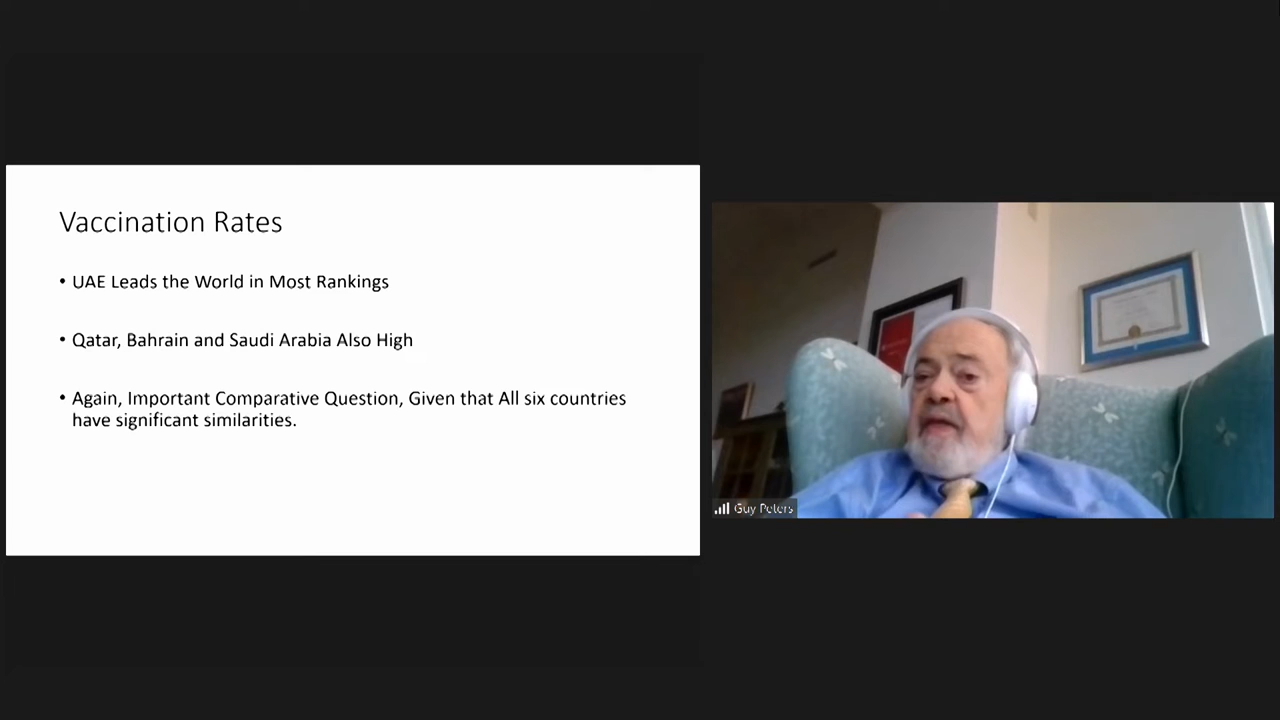 Vaccination Rates
• UAE Leads the World in Most Rankings
• Qatar, Bahrain and Saudi Arabia Also High
• Again, Important Comparative Question, Given that All six countries
have significant similarities.
Guy Peters